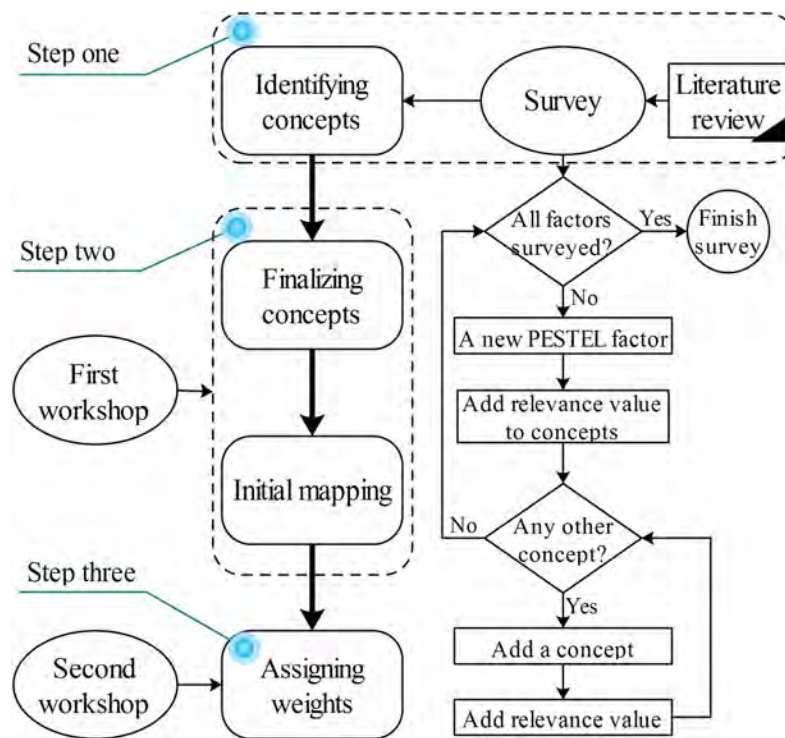 Step one
Identifying
concepts
Survey
Literature
review
Step two
Finalizing
concepts
First
workshop
Initial mapping
Step three
Second
workshop
Assigning
weights
All factors
surveyed?
Yes
Finish
survey
No
A new PESTEL factor
Add relevance value
to concepts
No
Any other
concept?
Yes
Add a concept
Add relevance value